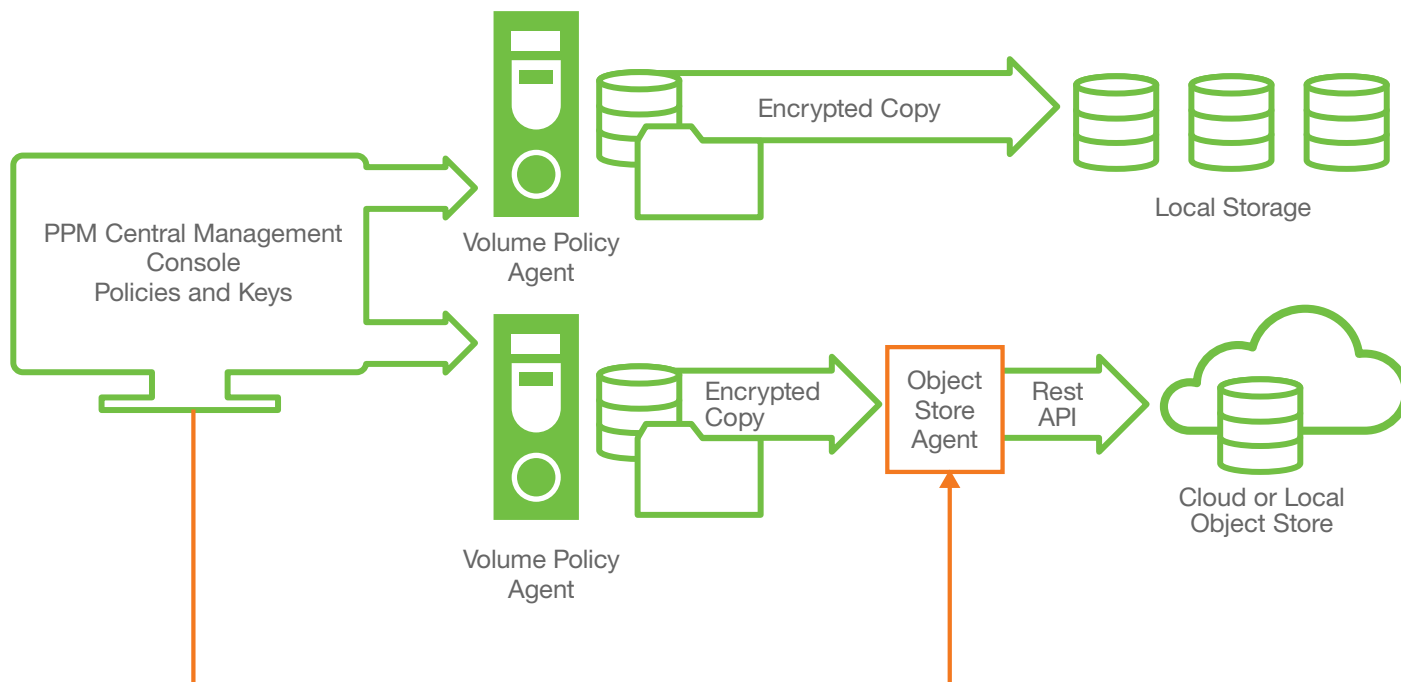 PPM Central Management
Console
Policies and Keys
Volume Policy
Agent
Encrypted Copy
Local Storage
Volume Policy
Agent
Encrypted
Copy
Object
Store
Agent
Rest
API
Cloud or Local
Object Store